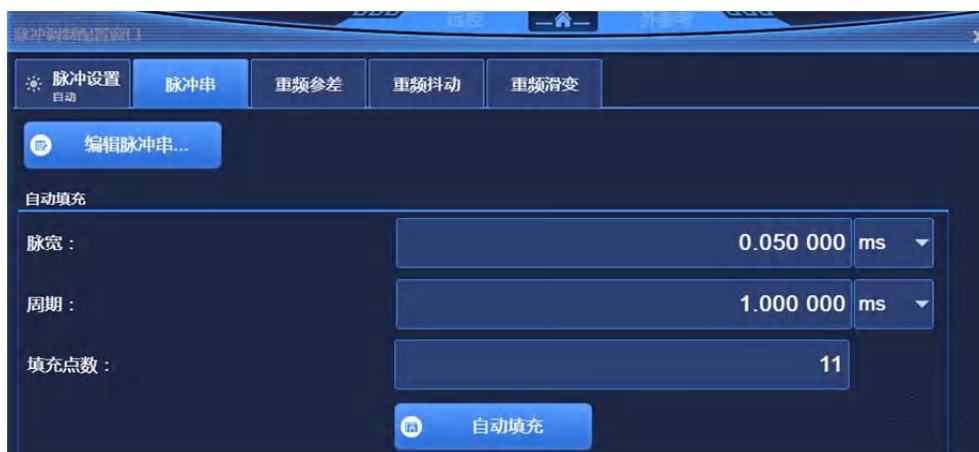 远控 外参考
脉冲调制配置窗口
脉冲设置 脉冲串 重频参差 重频抖动 重频滑变
自动
编辑脉冲串...
自动填充
脉宽： 0.050 000 ms
周期： 1.000 000 ms
填充点数： 11
自动填充